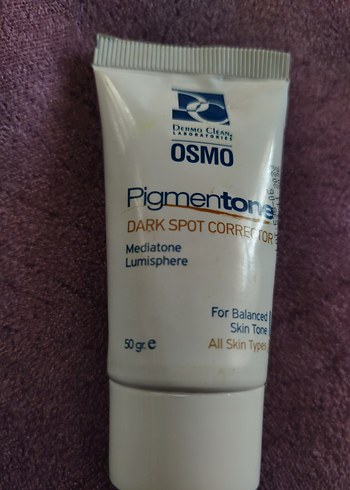 Dermo Clean
LABORATORIES
OSMO
Pigmentone
DARK SPOT CORRECTOR
Mediatone
Lumisphere
For Balanced
Skin Tone
All Skin Types
50 gr. e